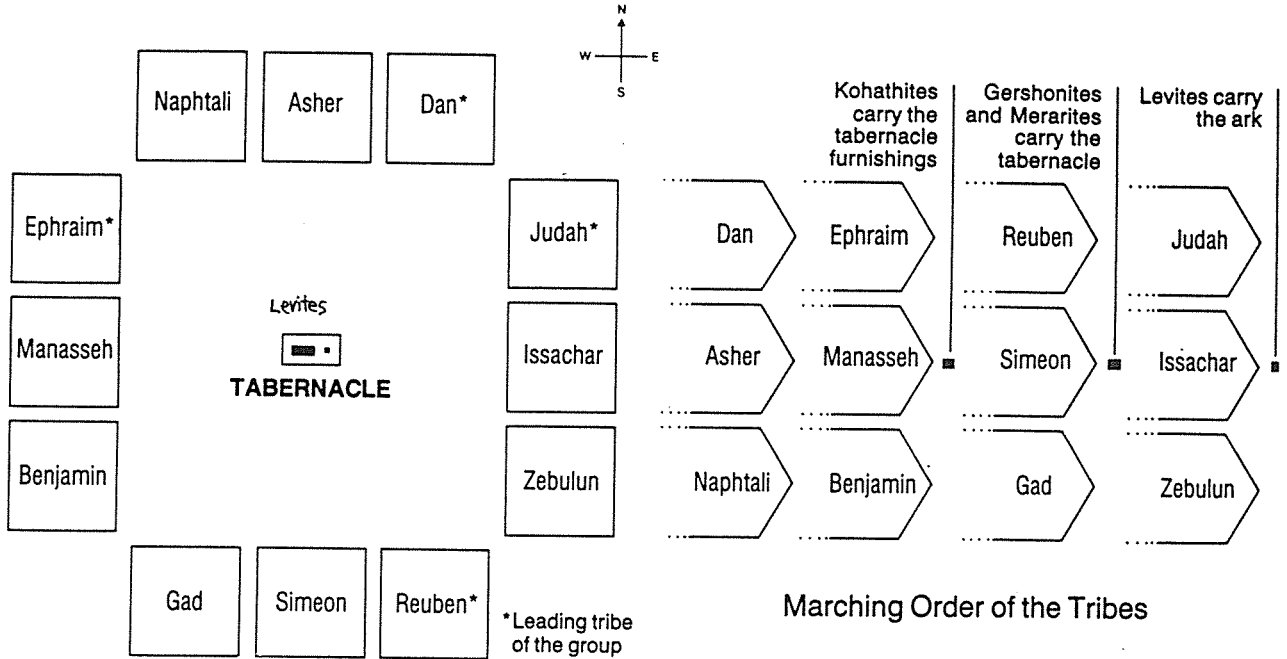 N
W E
S
Naphtali Asher Dan*
Ephraim*
Manasseh
Benjamin
Levites
TABERNACLE
Judah*
Issachar
Zebulun
Gad Simeon Reuben*
*Leading tribe
of the group
Kohathites
carry the
tabernacle
furnishings
Gershonites
and Merarites
carry the
tabernacle
Levites carry
the ark
Dan Ephraim Reuben Judah
Asher Manasseh Simeon Issachar
Naphtali Benjamin Gad Zebulun
Marching Order of the Tribes